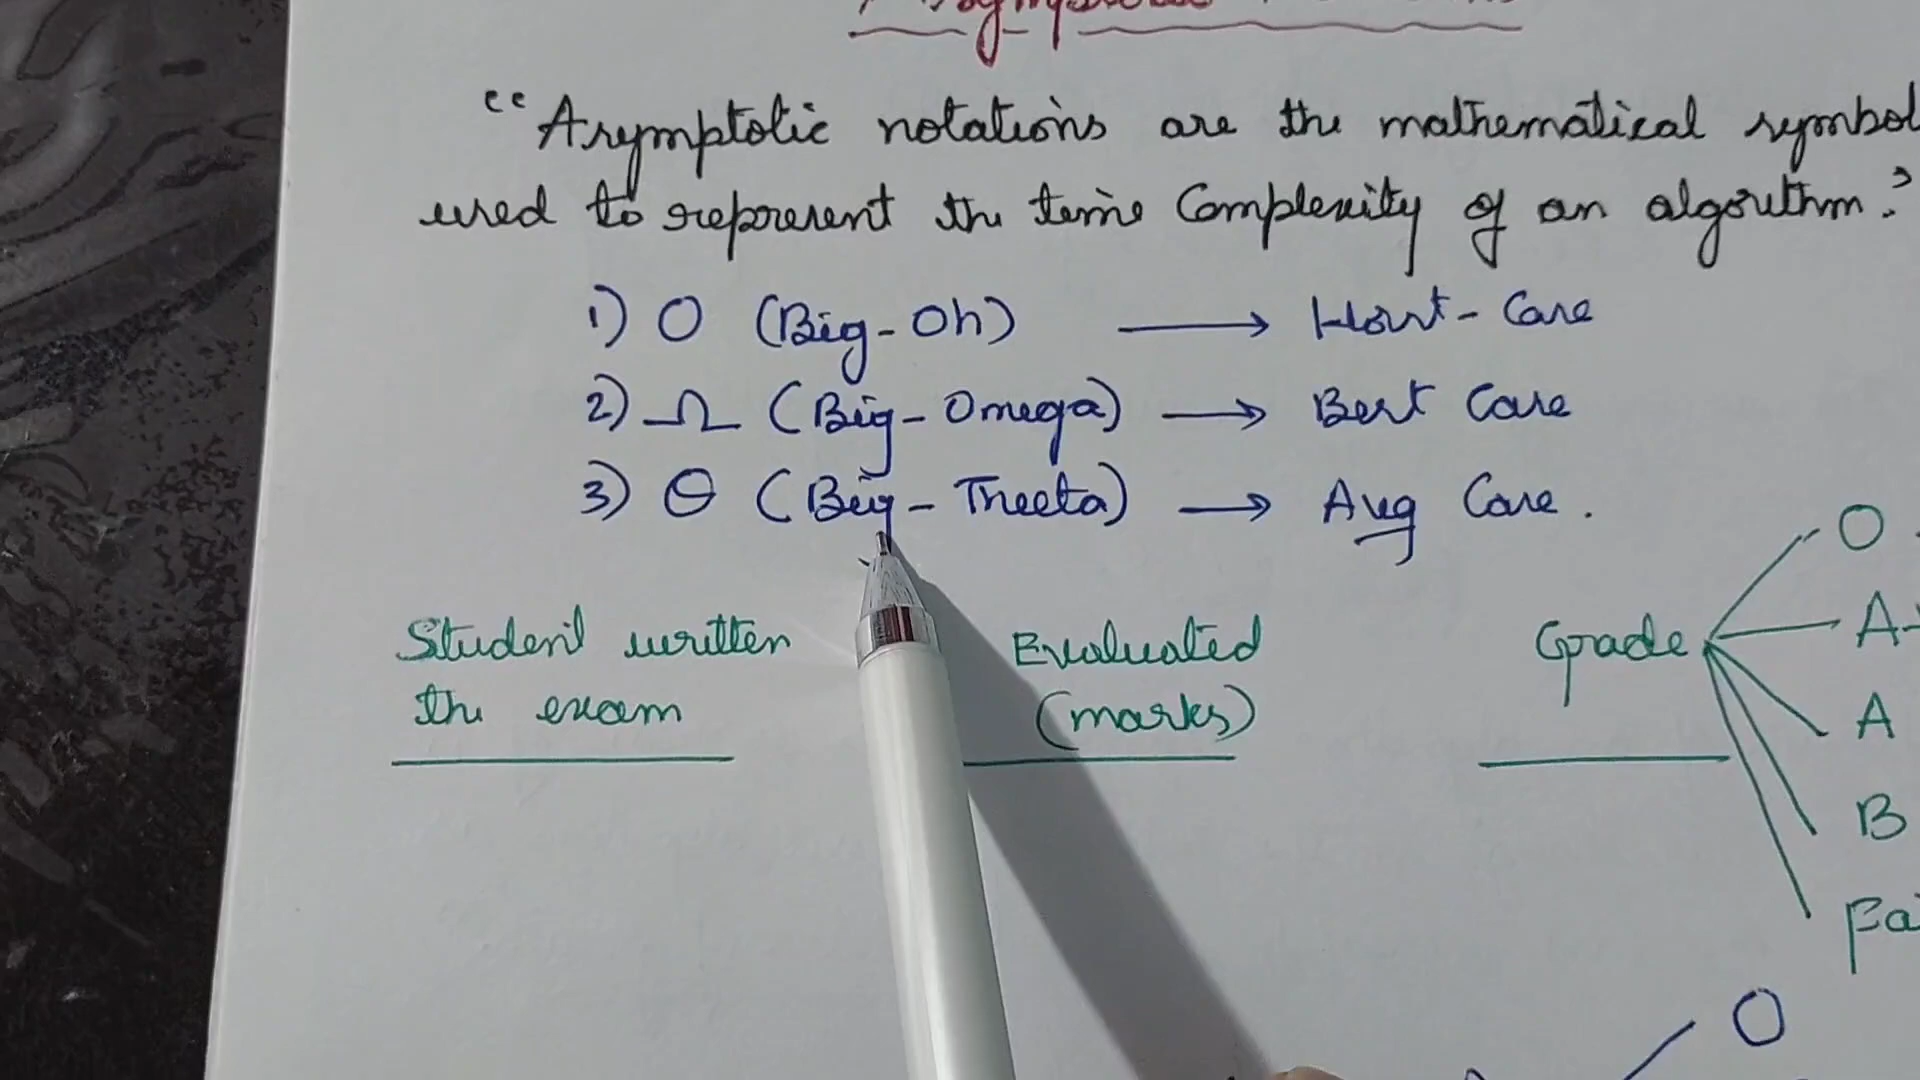 “Asymptotic notations are the mathematical symbol
used to represent the time Complexity of an algorithm.”
1) O (Big-Oh) → Worst-Case
2) Ω (Big-Omega) → Best Case
3) Θ (Big-Theeta) → Avg Case.
Student written
the exam
Evaluated
(marks)
Grade
O
A+
A
B
Fai
O